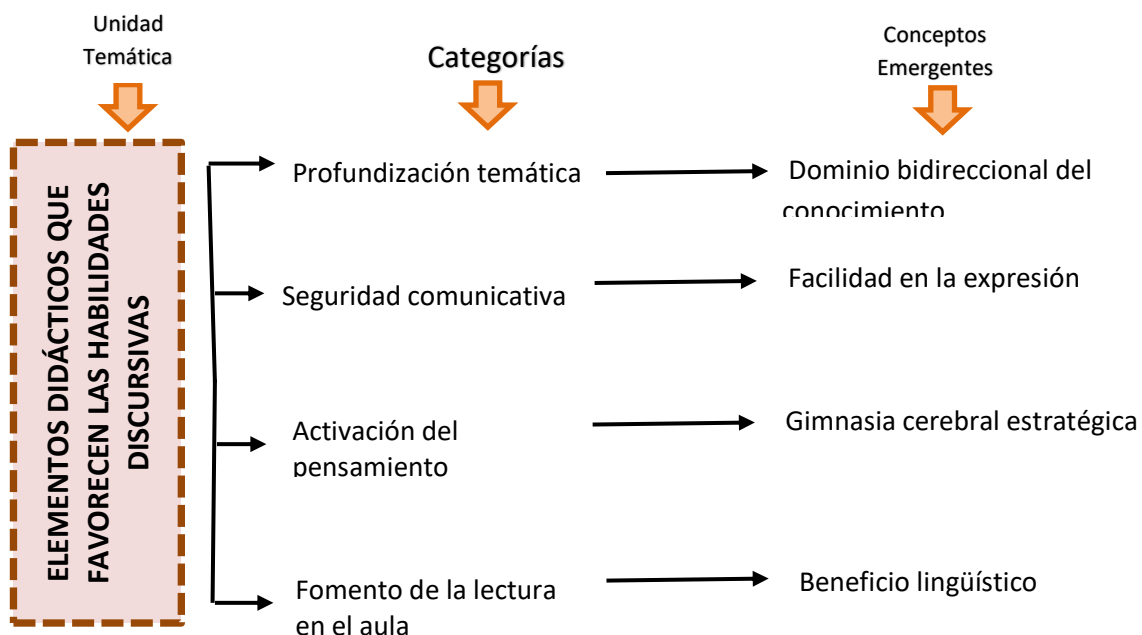 Unidad
Temática
Categorías
Conceptos
Emergentes
ELEMENTOS DIDÁCTICOS QUE
FAVORECEN LAS HABILIDADES
DISCURSIVAS
Profundización temática
Dominio bidireccional del
conocimiento
Seguridad comunicativa
Facilidad en la expresión
Activación del
pensamiento
Gimnasia cerebral estratégica
Fomento de la lectura
en el aula
Beneficio lingüístico